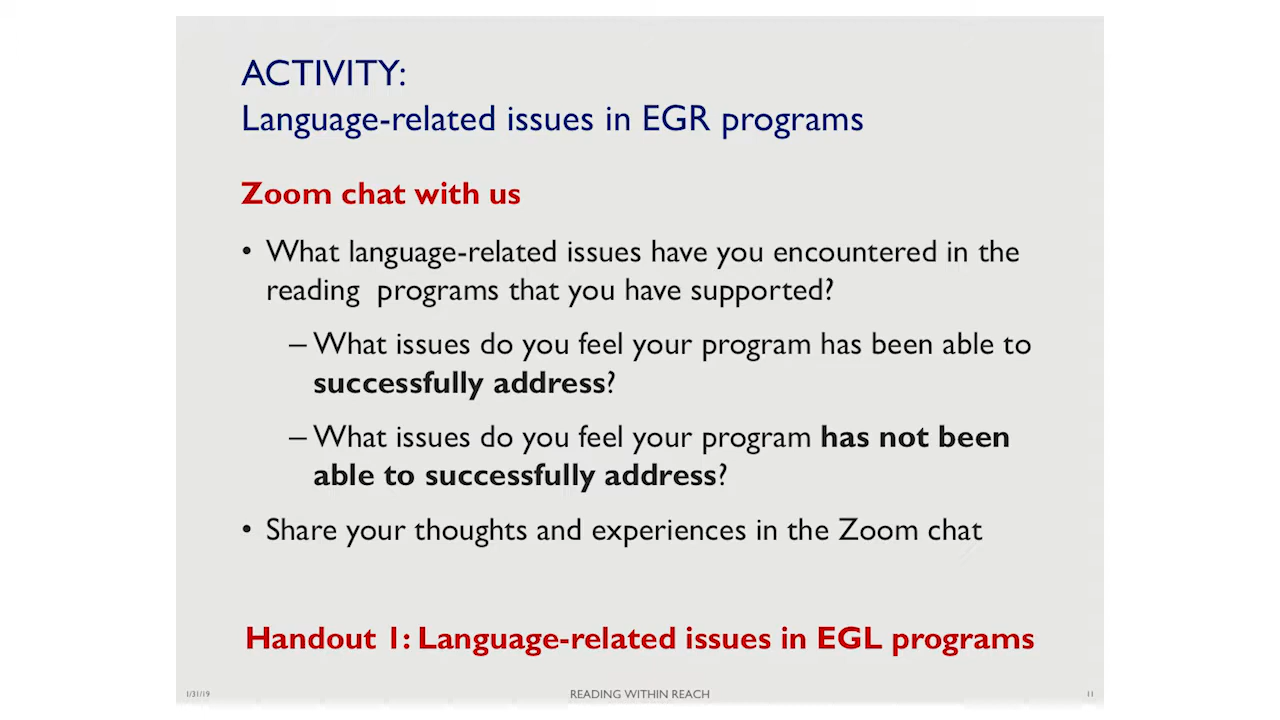 ACTIVITY:
Language-related issues in EGR programs
Zoom chat with us
• What language-related issues have you encountered in the
reading  programs that you have supported?
– What issues do you feel your program has been able to
successfully address?
– What issues do you feel your program has not been
able to successfully address?
• Share your thoughts and experiences in the Zoom chat
Handout 1: Language-related issues in EGL programs
1/31/19
READING WITHIN REACH
11